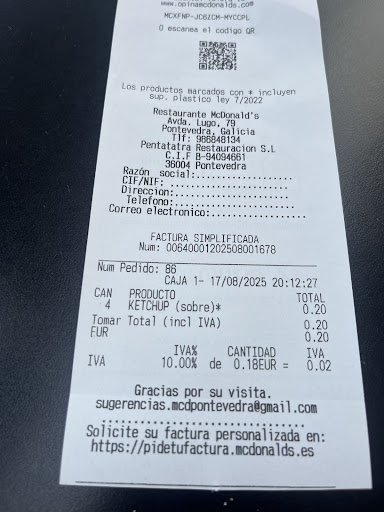 www.opinamcdonalds.com
MCXFNP-JC6ZCM-MYCCPL
O escanea el codigo QR
Los productos marcados con * incluyen
sup. plastico ley 7/2022
Restaurante McDonald's
Avda. Lugo, 79
Pontevedra, Galicia
Tlf: 986848134
Pentatatra Restauracion S.L
C.I.F B-94094661
36004 Pontevedra
Razón social:..................
CIF/NIF: ......................
Direccion:.....................
Telefono:......................
Correo electronico:...................
FACTURA SIMPLIFICADA
Num: 00640001202508001678
Num Pedido: 86
CAJA 1- 17/08/2025 20:12:27
CAN PRODUCTO TOTAL
4 KETCHUP (sobre)* 0.20
Tomar Total (incl IVA) 0.20
EUR 0.20
IVA% CANTIDAD IVA
IVA 10.00% de 0.18EUR = 0.02
Gracias por su visita.
sugerencias.mcdpontevedra@gmail.com
................................
Solicite su factura personalizada en:
https://pidetufactura.mcdonalds.es